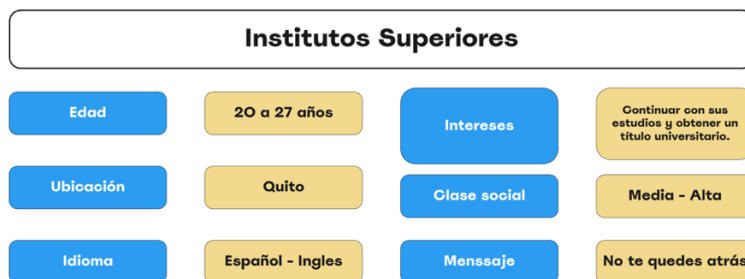 Institutos Superiores
Edad
20 a 27 años
Intereses
Continuar con sus
estudios y obtener un
título universitario.
Ubicación
Quito
Clase social
Media - Alta
Idioma
Español - Ingles
Menssaje
No te quedes atrás